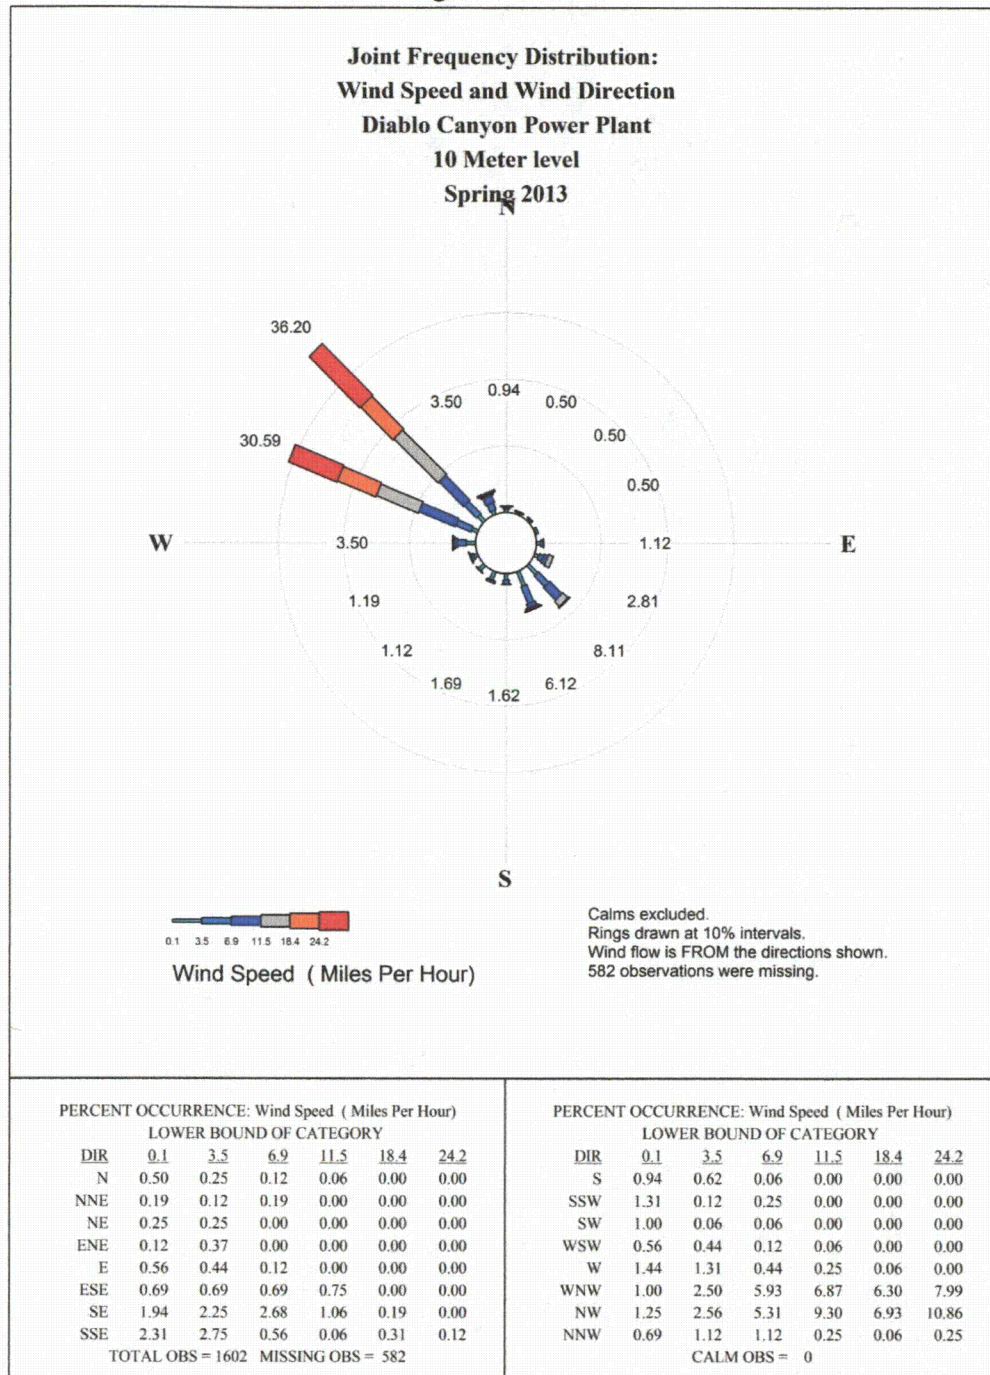 Joint Frequency Distribution:
Wind Speed and Wind Direction
Diablo Canyon Power Plant
10 Meter level
Spring 2013
N
36.20
0.94
3.50
0.50
0.50
30.59
0.50
W
3.50
1.12
E
1.19
2.81
1.12
8.11
1.69
6.12
1.62
S
0.1 3.5 6.9 11.5 18.4 24.2
Wind Speed ( Miles Per Hour)
Calms excluded.
Rings drawn at 10% intervals.
Wind flow is FROM the directions shown.
582 observations were missing.
PERCENT OCCURRENCE: Wind Speed ( Miles Per Hour)
LOWER BOUND OF CATEGORY
DIR 0.1 3.5 6.9 11.5 18.4 24.2
N 0.50 0.25 0.12 0.06 0.00 0.00
NNE 0.19 0.12 0.19 0.00 0.00 0.00
NE 0.25 0.25 0.00 0.00 0.00 0.00
ENE 0.12 0.37 0.00 0.00 0.00 0.00
E 0.56 0.44 0.12 0.00 0.00 0.00
ESE 0.69 0.69 0.69 0.75 0.00 0.00
SE 1.94 2.25 2.68 1.06 0.19 0.00
SSE 2.31 2.75 0.56 0.06 0.31 0.12
TOTAL OBS = 1602 MISSING OBS = 582
PERCENT OCCURRENCE: Wind Speed ( Miles Per Hour)
LOWER BOUND OF CATEGORY
DIR 0.1 3.5 6.9 11.5 18.4 24.2
S 0.94 0.62 0.06 0.00 0.00 0.00
SSW 1.31 0.12 0.25 0.00 0.00 0.00
SW 1.00 0.06 0.06 0.00 0.00 0.00
WSW 0.56 0.44 0.12 0.06 0.00 0.00
W 1.44 1.31 0.44 0.25 0.06 0.00
WNW 1.00 2.50 5.93 6.87 6.30 7.99
NW 1.25 2.56 5.31 9.30 6.93 10.86
NNW 0.69 1.12 1.12 0.25 0.06 0.25
CALM OBS = 0